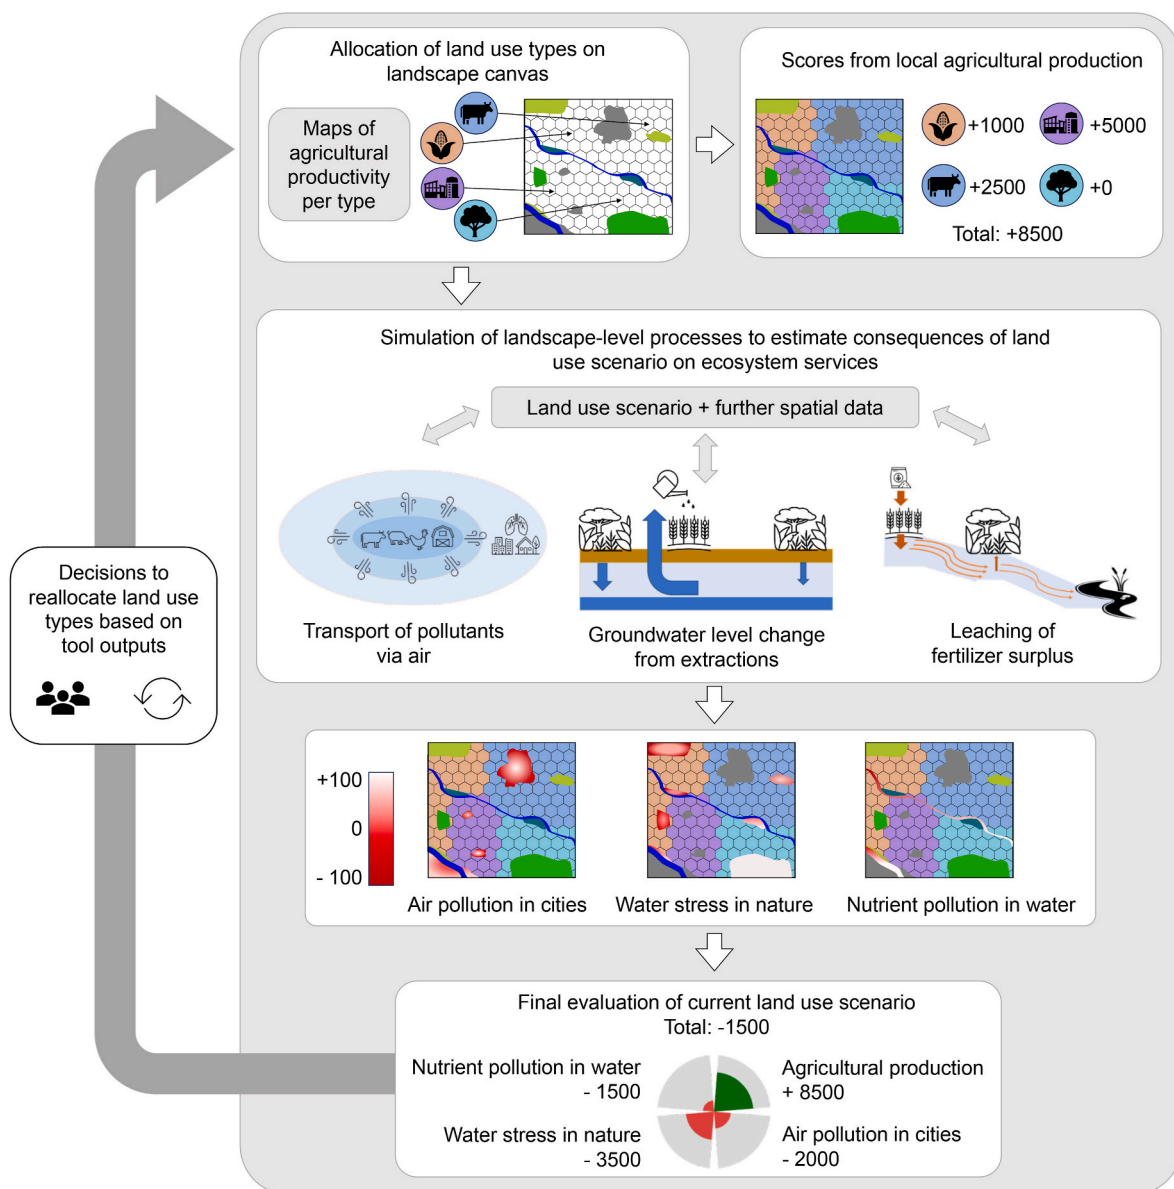 Allocation of land use types on
landscape canvas
Maps of
agricultural
productivity
per type
Scores from local agricultural production
+1000
+5000
+2500
+0
Total: +8500
Simulation of landscape-level processes to estimate consequences of land
use scenario on ecosystem services
Land use scenario + further spatial data
Transport of pollutants
via air
Groundwater level change
from extractions
Leaching of
fertilizer surplus
Decisions to
reallocate land use
types based on
tool outputs
+100
0
- 100
Air pollution in cities
Water stress in nature
Nutrient pollution in water
Final evaluation of current land use scenario
Total: -1500
Nutrient pollution in water
- 1500
Agricultural production
+ 8500
Water stress in nature
- 3500
Air pollution in cities
- 2000